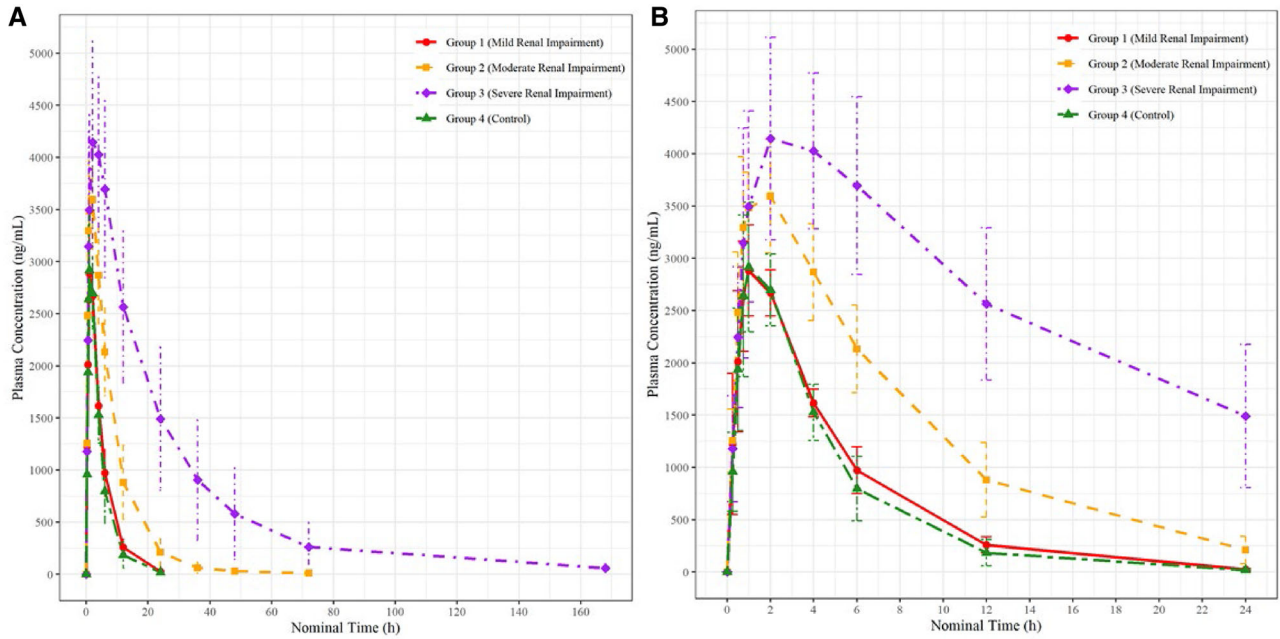 A
5000
4500
4000
3500
3000
2500
2000
1500
1000
500
0
Plasma Concentration (ng/mL)
0 20 40 60 80 100 120 140 160
Nominal Time (h)
Group 1 (Mild Renal Impairment)
Group 2 (Moderate Renal Impairment)
Group 3 (Severe Renal Impairment)
Group 4 (Control)
B
5000
4500
4000
3500
3000
2500
2000
1500
1000
500
0
Plasma Concentration (ng/mL)
0 2 4 6 8 10 12 14 16 18 20 22 24
Nominal Time (h)
Group 1 (Mild Renal Impairment)
Group 2 (Moderate Renal Impairment)
Group 3 (Severe Renal Impairment)
Group 4 (Control)